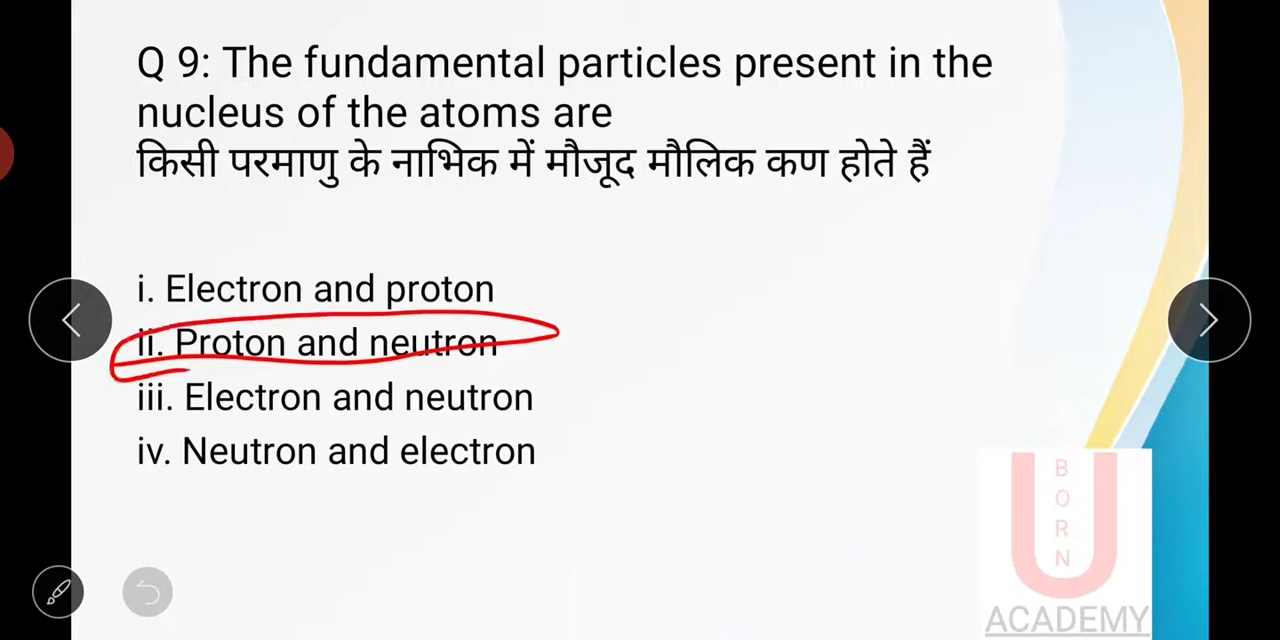 Q 9: The fundamental particles present in the
nucleus of the atoms are
किसी परमाणु के नाभिक में मौजूद मौलिक कण होते हैं
i. Electron and proton
ii. Proton and neutron
iii. Electron and neutron
iv. Neutron and electron
U
BORN
ACADEMY